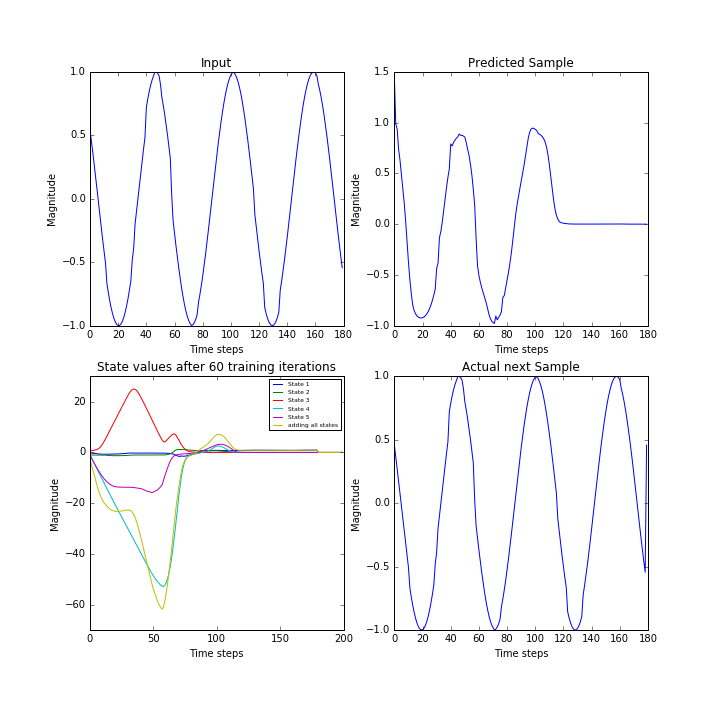 Input
1.0
0.5
0.0
−0.5
−1.0
Magnitude
0 20 40 60 80 100 120 140 160 180
Time steps
Predicted Sample
1.5
1.0
0.5
0.0
−0.5
−1.0
Magnitude
0 20 40 60 80 100 120 140 160 180
Time steps
State values after 60 training iterations
20
0
−20
−40
−60
Magnitude
0 50 100 150 200
Time steps
State 1
State 2
State 3
State 4
State 5
adding all states
Actual next Sample
1.0
0.5
0.0
−0.5
−1.0
Magnitude
0 20 40 60 80 100 120 140 160 180
Time steps